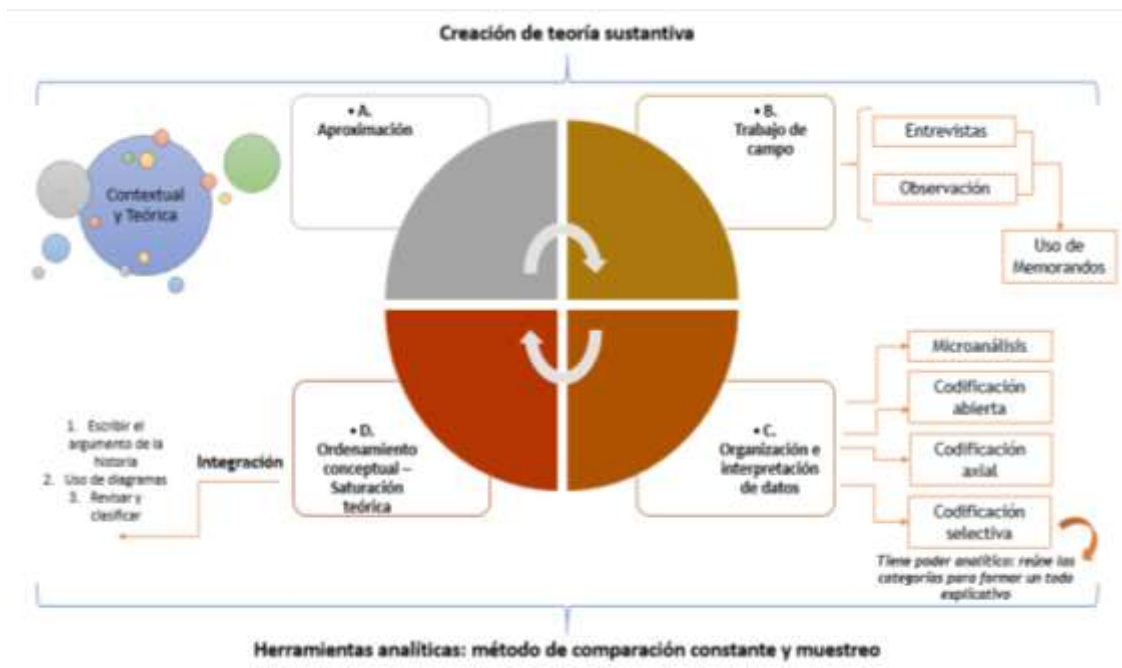 Creación de teoría sustantiva
• A.
Aproximación
Contextual
y Teórica
• B.
Trabajo de
campo
Entrevistas
Observación
Uso de
Memorandos
• C.
Organización e
interpretación
de datos
Microanálisis
Codificación
abierta
Codificación
axial
Codificación
selectiva
Tiene poder analítico: reúne las
categorías para formar un todo
explicativo
• D.
Ordenamiento
conceptual –
Saturación
teórica
Integración
1. Escribir el
argumento de la
historia
2. Uso de diagramas
3. Revisar y
clasificar
Herramientas analíticas: método de comparación constante y muestreo